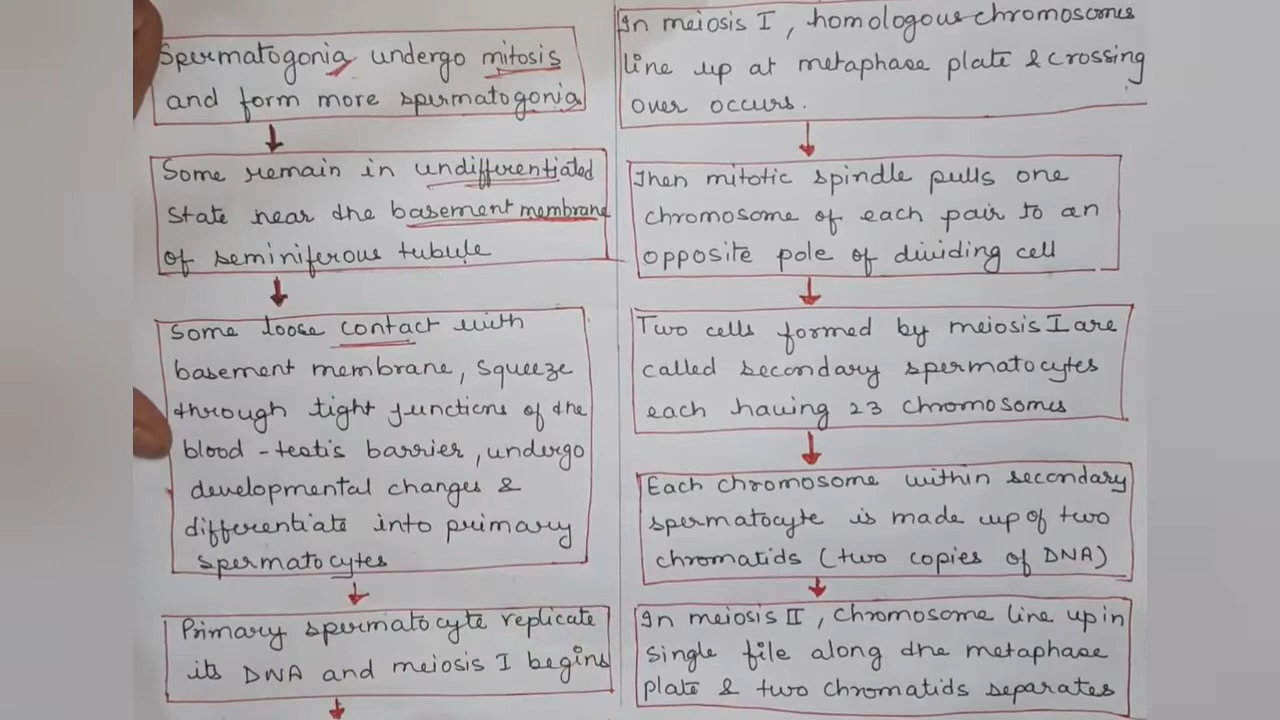 Spermatogonia undergo mitosis
and form more spermatogonia
Some remain in undifferentiated
state near the basement membrane
of seminiferous tubule
Some loose contact with
basement membrane, squeeze
through tight junctions of the
blood-testis barrier, undergo
developmental changes &
differentiate into primary
spermatocytes
Primary spermatocyte replicate
its DNA and meiosis I begins
In meiosis I, homologous chromosomes
line up at metaphase plate & crossing
over occurs.
Then mitotic spindle pulls one
chromosome of each pair to an
opposite pole of dividing cell
Two cells formed by meiosis I are
called secondary spermatocytes
each having 23 chromosomes
Each chromosome within secondary
spermatocyte is made up of two
chromatids (two copies of DNA)
In meiosis II, chromosome line up in
single file along the metaphase
plate & two chromatids separates